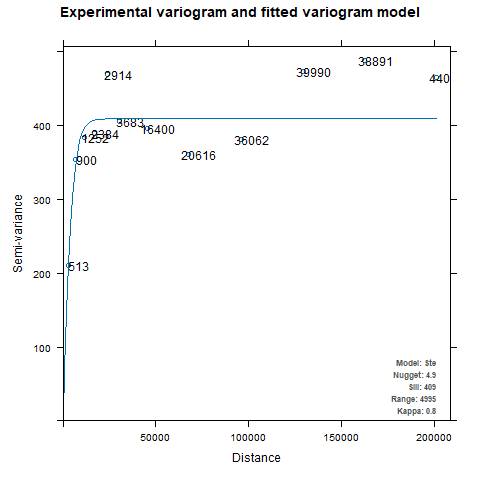 Experimental variogram and fitted variogram model
2914
39990
38891
440
400
3683
16400
2384
1252
36062
20616
900
300
Semi-variance
200
513
100
Model: Ste
Nugget: 4.9
Sill: 409
Range: 4995
Kappa: 0.8
50000
100000
150000
200000
Distance